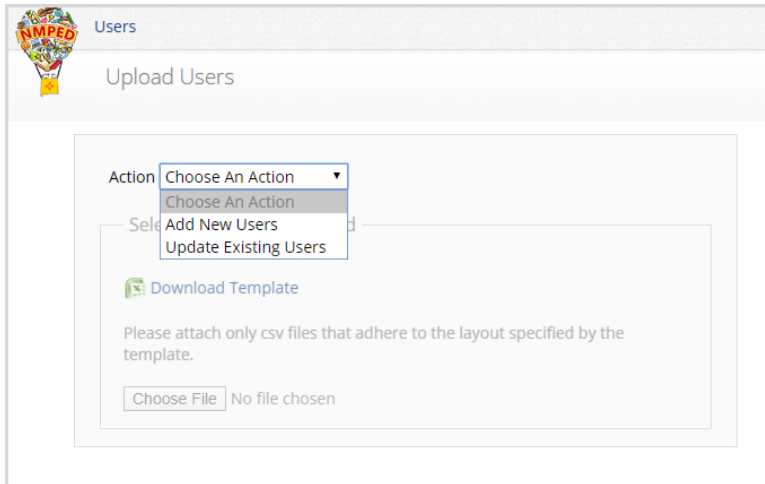 NMPED
Users
Upload Users
Action Choose An Action
Choose An Action
Add New Users
Update Existing Users
Download Template
Please attach only csv files that adhere to the layout specified by the
template.
Choose File No file chosen